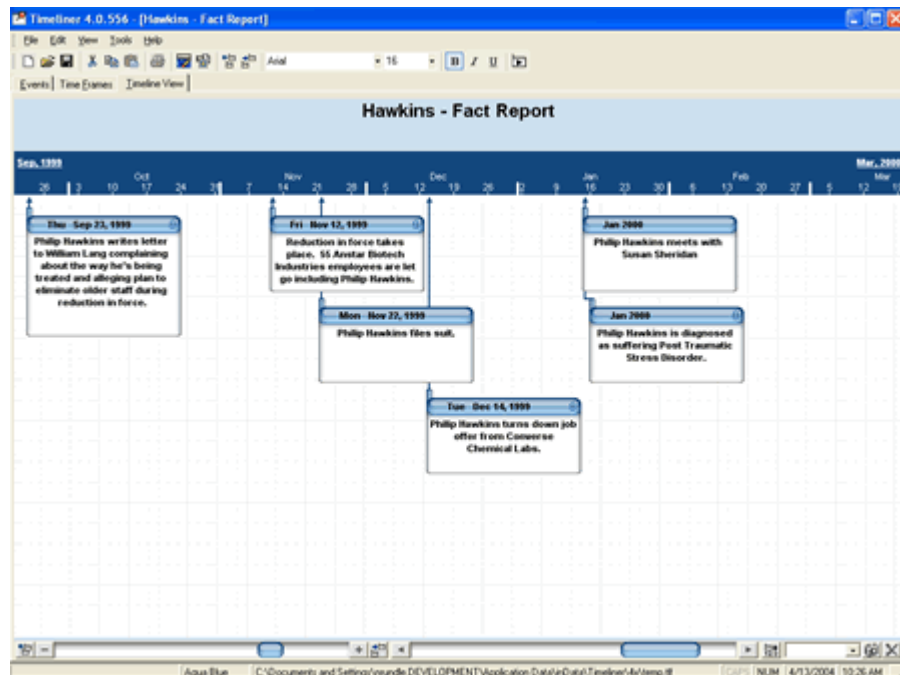 Timeliner 4.0.556 - [Hawkins - Fact Report]
File Edit View Tools Help
Arial 16 B I U
Events Time Frames Timeline View
Hawkins - Fact Report
Sep, 1999 Mar, 2000
Oct Nov Dec Jan Feb Mar
26 3 10 17 24 31 7 14 21 28 5 12 19 26 2 9 16 23 30 6 13 20 27 5 12
Thu Sep 23, 1999
Philip Hawkins writes letter
to William Lang complaining
about the way he's being
treated and alleging plan to
eliminate older staff during
reduction in force.
Fri Nov 12, 1999
Reduction in force takes
place. 55 Anstar Biotech
Industries employees are let
go including Philip Hawkins.
Jan 2000
Philip Hawkins meets with
Susan Sheridan
Mon Nov 22, 1999
Philip Hawkins files suit.
Jan 2000
Philip Hawkins is diagnosed
as suffering Post Traumatic
Stress Disorder.
Tue Dec 14, 1999
Philip Hawkins turns down job
offer from Converse
Chemical Labs.
Aqua Blue C:\Documents and Settings\ CAPS NUM 4/13/2004 10:26 AM